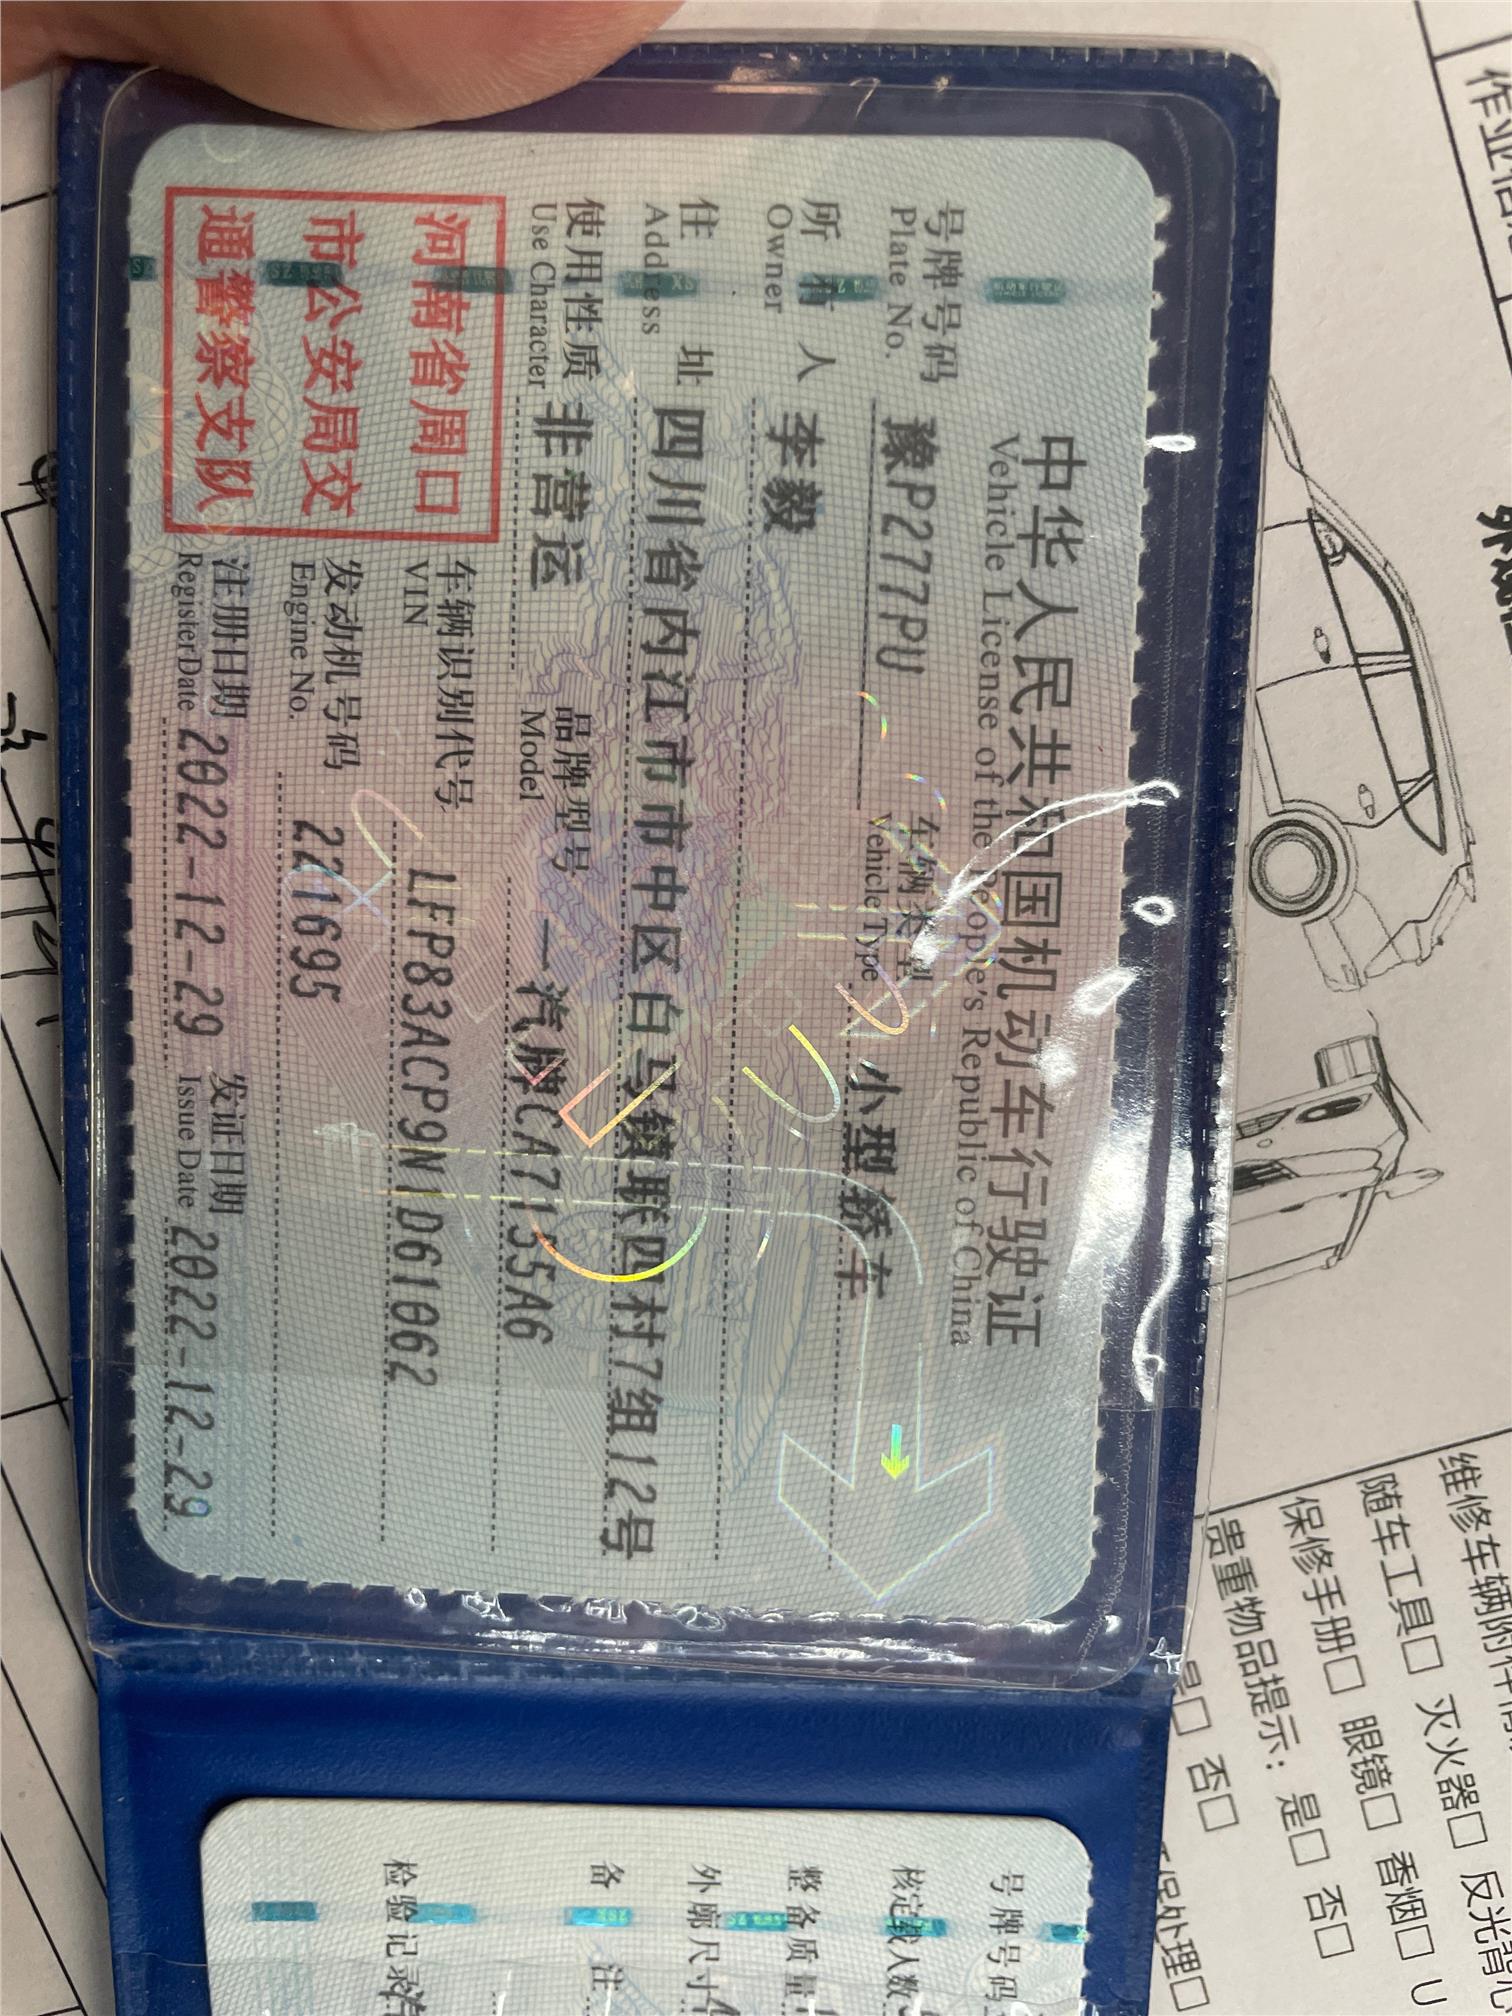 中华人民共和国机动车行驶证
Vehicle License of the People's Republic of China
号牌号码 豫P277PU 车辆类型 小型轿车
Plate No. Vehicle Type
所有人 李毅
Owner
住址 四川省内江市市中区白马镇联四村7组12号
Address
使用性质 非营运 品牌型号 一汽牌CA7155A6
Use Character Model
河南省周口
市公安局交
通警察支队
车辆识别代号 LFP83ACP9N1D61062
VIN
发动机号码 221695
Engine No.
注册日期 2022-12-29 发证日期 2022-12-29
Register Date Issue Date
号牌号码
核定载人数
整备质量
外廓尺寸
备注
检验记录
随车工具□ 灭火器□ 反光背心
保修手册□ 眼镜□ 香烟□ U
贵重物品提示：是□ 否□
是□ 否□
处理□